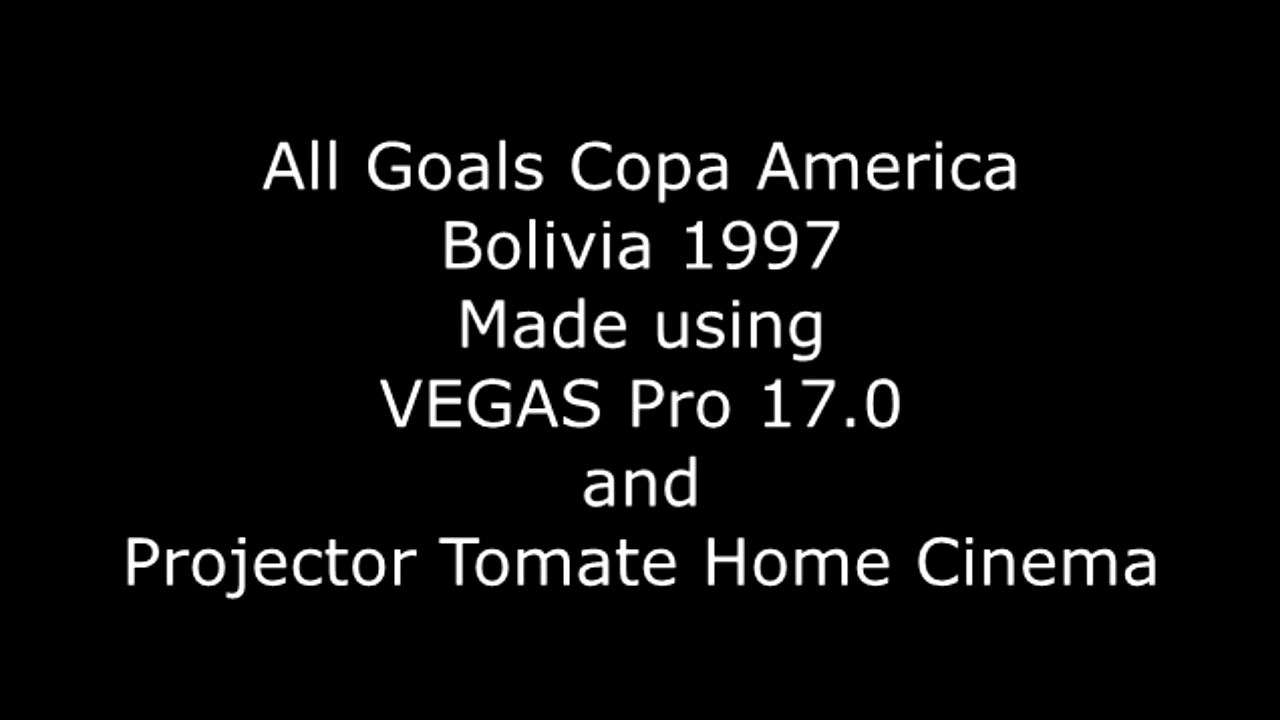 All Goals Copa America
Bolivia 1997
Made using
VEGAS Pro 17.0
and
Projector Tomate Home Cinema